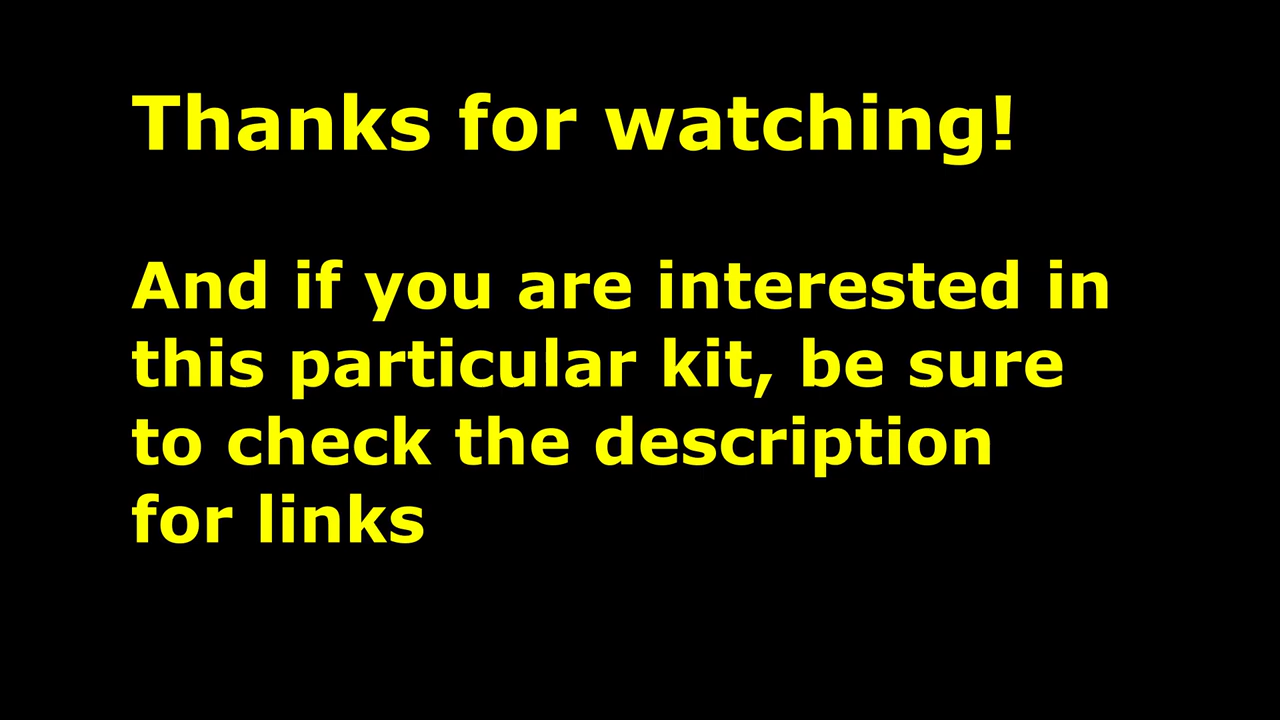 Thanks for watching!
And if you are interested in
this particular kit, be sure
to check the description
for links